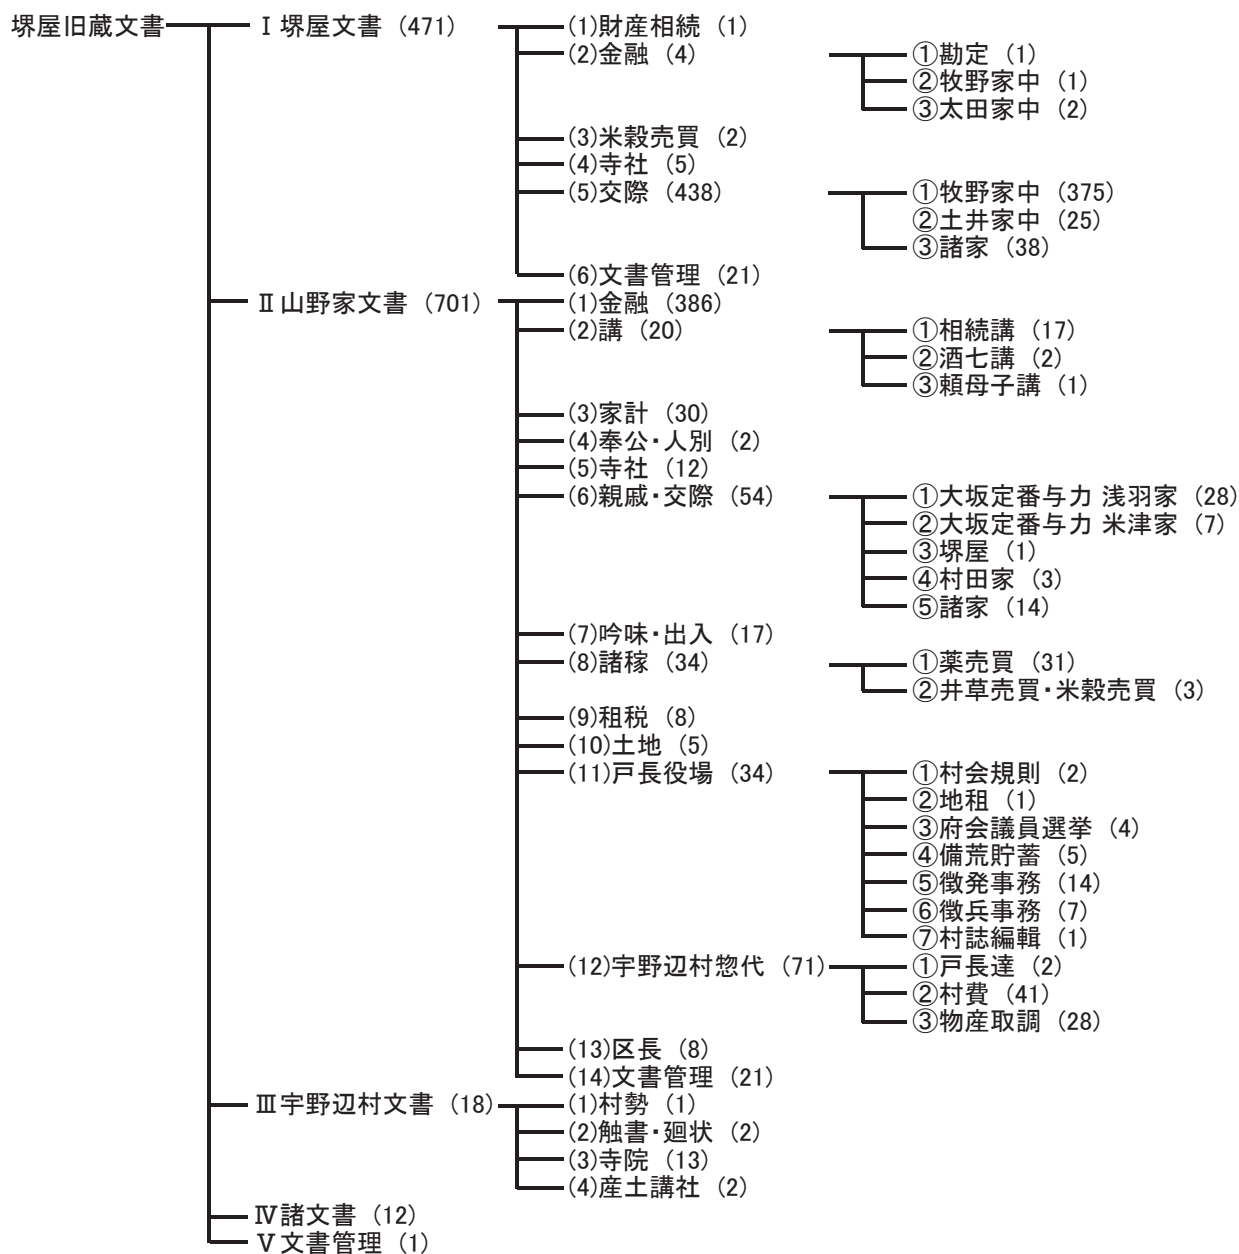 堺屋旧蔵文書 Ⅰ堺屋文書 (471) (1)財産相続 (1)
(2)金融 (4) ①勘定 (1)
②牧野家中 (1)
③太田家中 (2)
(3)米穀売買 (2)
(4)寺社 (5)
(5)交際 (438) ①牧野家中 (375)
②土井家中 (25)
③諸家 (38)
(6)文書管理 (21)
Ⅱ山野家文書 (701) (1)金融 (386)
(2)講 (20) ①相続講 (17)
②酒七講 (2)
③頼母子講 (1)
(3)家計 (30)
(4)奉公・人別 (2)
(5)寺社 (12)
(6)親戚・交際 (54) ①大坂定番与力 浅羽家 (28)
②大坂定番与力 米津家 (7)
③堺屋 (1)
④村田家 (3)
⑤諸家 (14)
(7)吟味・出入 (17)
(8)諸稼 (34) ①薬売買 (31)
②井草売買・米穀売買 (3)
(9)租税 (8)
(10)土地 (5)
(11)戸長役場 (34) ①村会規則 (2)
②地租 (1)
③府会議員選挙 (4)
④備荒貯蓄 (5)
⑤徴発事務 (14)
⑥徴兵事務 (7)
⑦村誌編輯 (1)
(12)宇野辺村惣代 (71) ①戸長達 (2)
②村費 (41)
③物産取調 (28)
(13)区長 (8)
(14)文書管理 (21)
Ⅲ宇野辺村文書 (18) (1)村勢 (1)
(2)触書・廻状 (2)
(3)寺院 (13)
(4)産土講社 (2)
Ⅳ諸文書 (12)
Ⅴ文書管理 (1)